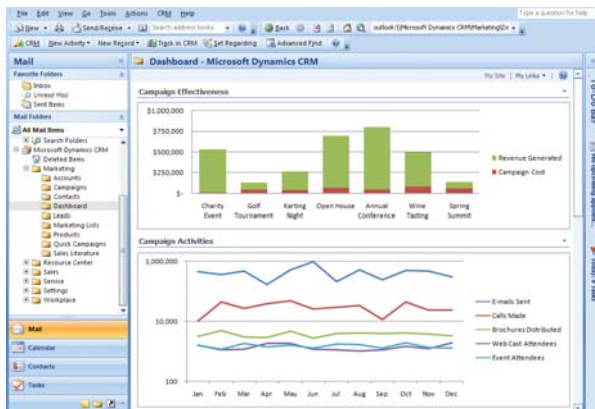 File Edit View Go Tools Actions CRM Help Type a question for help
New Send/Receive Search address books Back outlook:\\Microsoft Dynamics CRM\Marketing\Da
CRM New Activity New Record Track in CRM Set Regarding Advanced Find
Mail
Dashboard - Microsoft Dynamics CRM
Favorite Folders
My Site My Links
Inbox
Unread Mail
Sent Items
Mail Folders
All Mail Items
Search Folders
Microsoft Dynamics CRM
Deleted Items
Marketing
Accounts
Campaigns
Contacts
Dashboard
Leads
Marketing Lists
Products
Quick Campaigns
Sales Literature
Resource Center
Sales
Service
Settings
Workplace
Mail
Calendar
Contacts
Tasks
Campaign Effectiveness
$1,000,000
$750,000
$500,000
$250,000
$-
Charity Event
Golf Tournament
Karting Night
Open House
Annual Conference
Wine Tasting
Spring Summit
Revenue Generated
Campaign Cost
Campaign Activities
1,000,000
10,000
100
Jan Feb Mar Apr May Jun Jul Aug Sep Oct Nov Dec
E-mails Sent
Calls Made
Brochures Distributed
Web Cast Attendees
Event Attendees
To-Do Bar